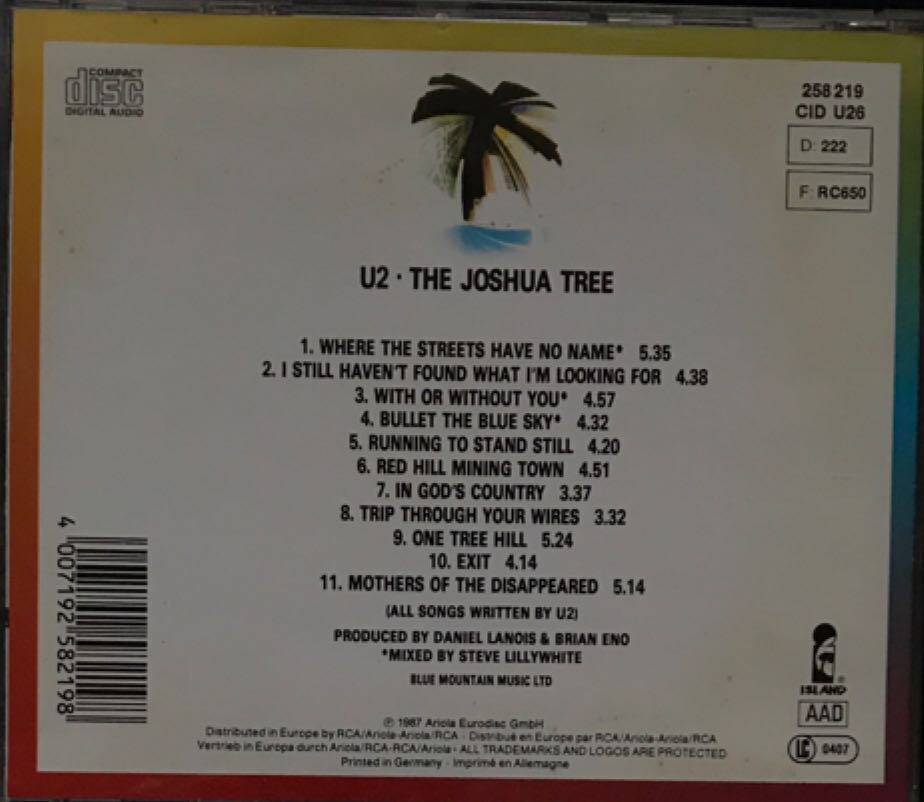 COMPACT
disc
DIGITAL AUDIO
258 219
CID U26
D: 222
F: RC650
U2 · THE JOSHUA TREE
1. WHERE THE STREETS HAVE NO NAME* 5.35
2. I STILL HAVEN'T FOUND WHAT I'M LOOKING FOR 4.38
3. WITH OR WITHOUT YOU* 4.57
4. BULLET THE BLUE SKY* 4.32
5. RUNNING TO STAND STILL 4.20
6. RED HILL MINING TOWN 4.51
7. IN GOD'S COUNTRY 3.37
8. TRIP THROUGH YOUR WIRES 3.32
9. ONE TREE HILL 5.24
10. EXIT 4.14
11. MOTHERS OF THE DISAPPEARED 5.14
(ALL SONGS WRITTEN BY U2)
PRODUCED BY DANIEL LANOIS & BRIAN ENO
*MIXED BY STEVE LILLYWHITE
BLUE MOUNTAIN MUSIC LTD
℗ 1987 Ariola Eurodisc GmbH
Distributed in Europe by RCA/Ariola-Ariola/RCA · Distribué en Europe par RCA/Ariola-Ariola/RCA
Vertrieb in Europa durch Ariola/RCA-RCA/Ariola · ALL TRADEMARKS AND LOGOS ARE PROTECTED
Printed in Germany · Imprimé en Allemagne
4 007192 582198
ISLAND ®
AAD
LC 0407